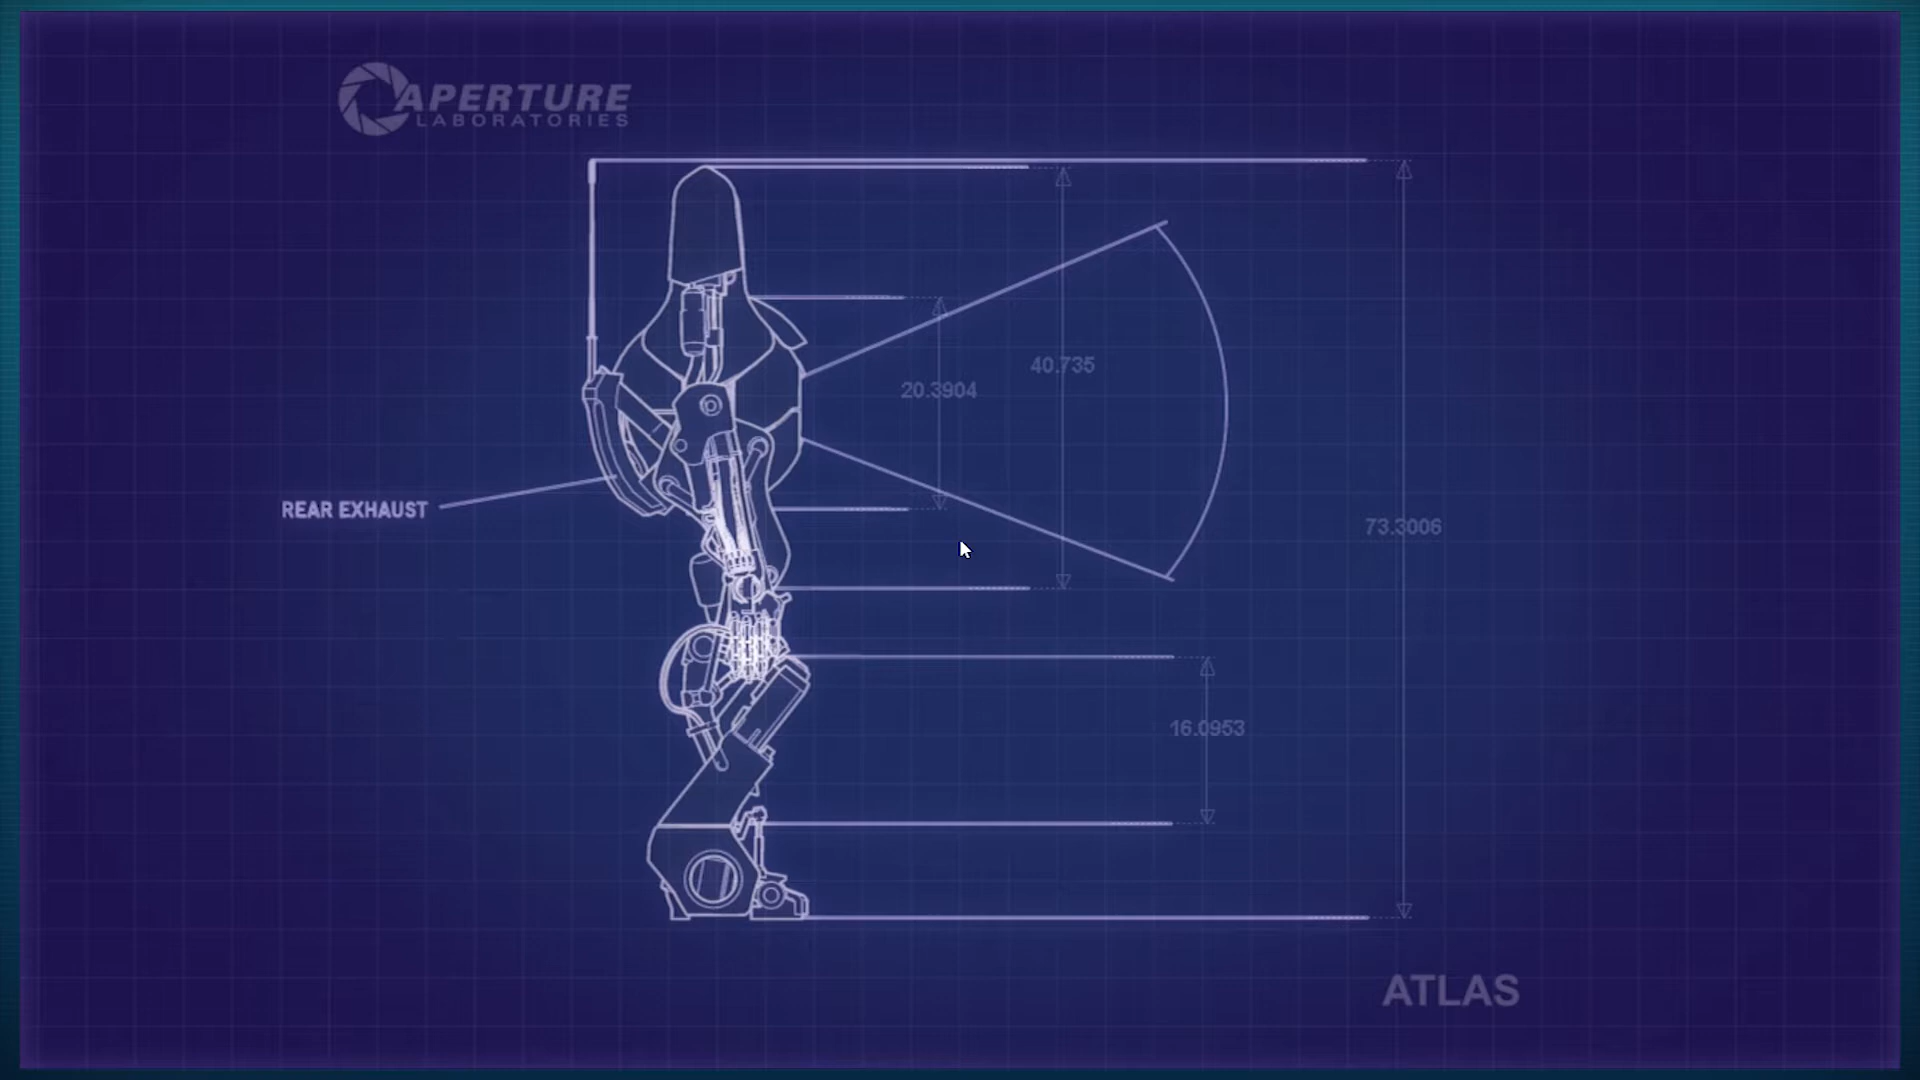 APERTURE
LABORATORIES
40.735
20.3904
REAR EXHAUST
73.3006
16.0953
ATLAS